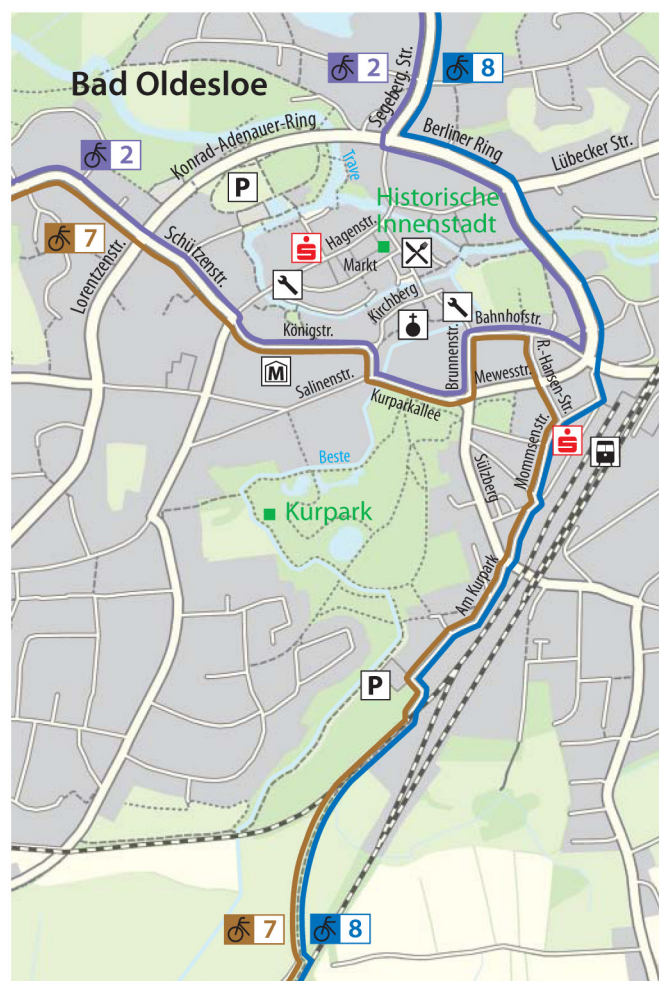 2
8
Bad Oldesloe
Segeberg. Str.
Konrad-Adenauer-Ring
Berliner Ring
2
Lübecker Str.
Trave
P
Historische
Innenstadt
7
Hagenstr.
Schützenstr.
Lorentzenstr.
Markt
Kirchberg
Bahnhofstr.
Königstr.
Brunnenstr.
R.-Hansen-Str.
M
Salinenstr.
Mewesstr.
Kurparkallee
Mommsenstr.
Beste
Sülzberg
Kurpark
Am Kurpark
P
7
8